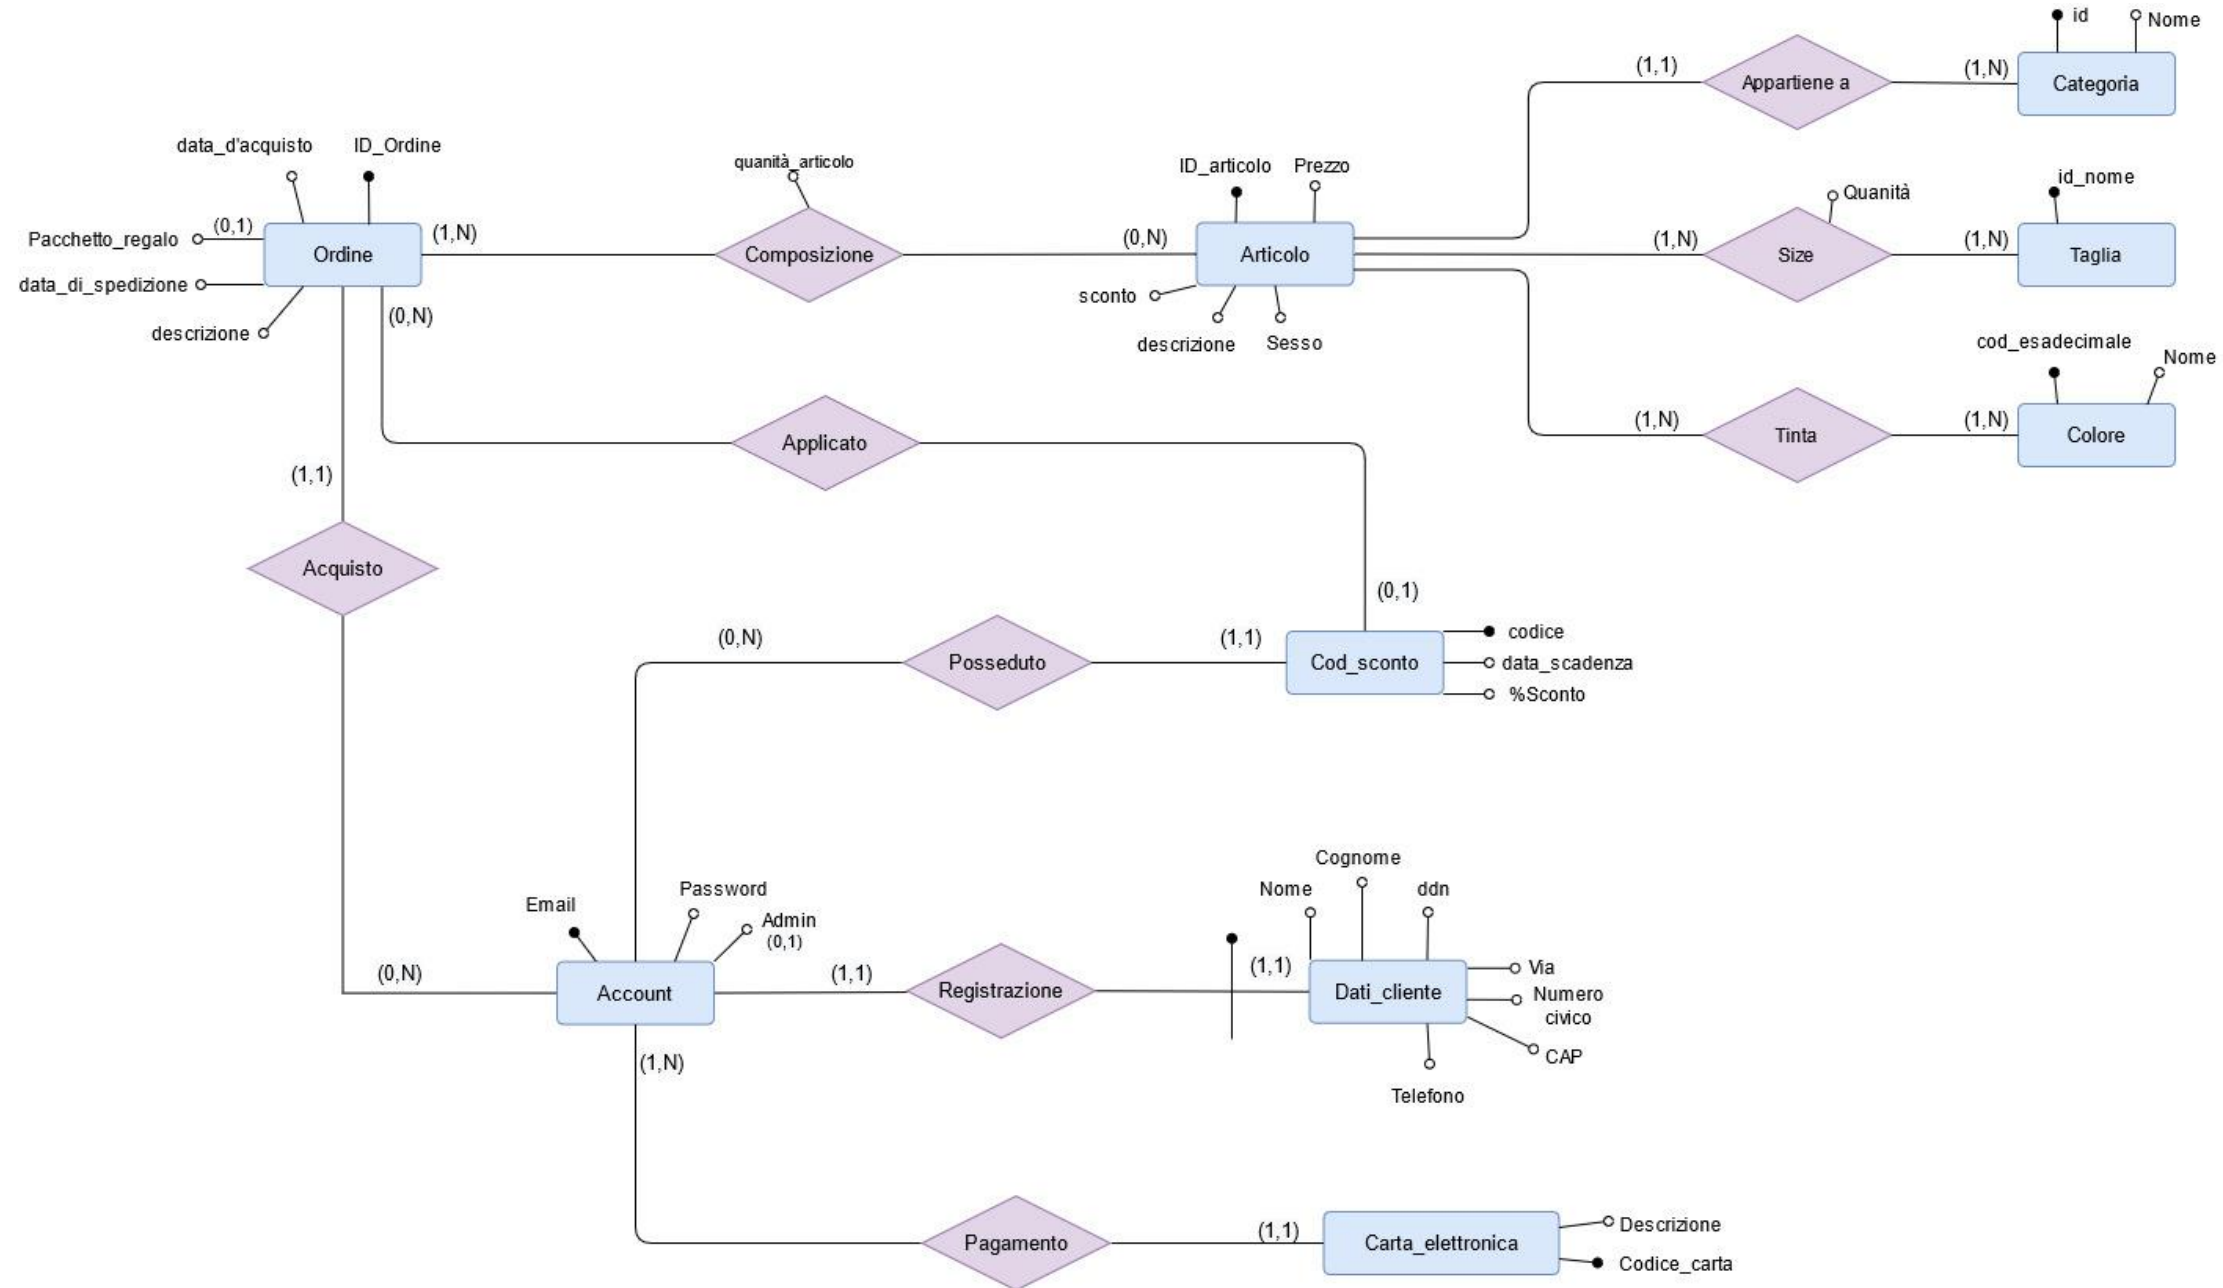 id
Nome
(1,1)
Appartiene a
(1,N)
Categoria
data_d'acquisto
ID_Ordine
quanità_articolo
ID_articolo
Prezzo
id_nome
Quanità
Pacchetto_regalo
(0,1)
(1,N)
(0,N)
(1,N)
(1,N)
Ordine
Composizione
Articolo
Size
Taglia
data_di_spedizione
sconto
descrizione
(0,N)
descrizione
Sesso
cod_esadecimale
Nome
(1,N)
(1,N)
Applicato
Tinta
Colore
(1,1)
Acquisto
(0,1)
(0,N)
(1,1)
codice
Posseduto
Cod_sconto
data_scadenza
%Sconto
Cognome
Email
Password
Nome
ddn
Admin
(0,1)
(0,N)
(1,1)
(1,1)
Via
Account
Registrazione
Dati_cliente
Numero
civico
(1,N)
CAP
Telefono
Pagamento
(1,1)
Carta_elettronica
Descrizione
Codice_carta